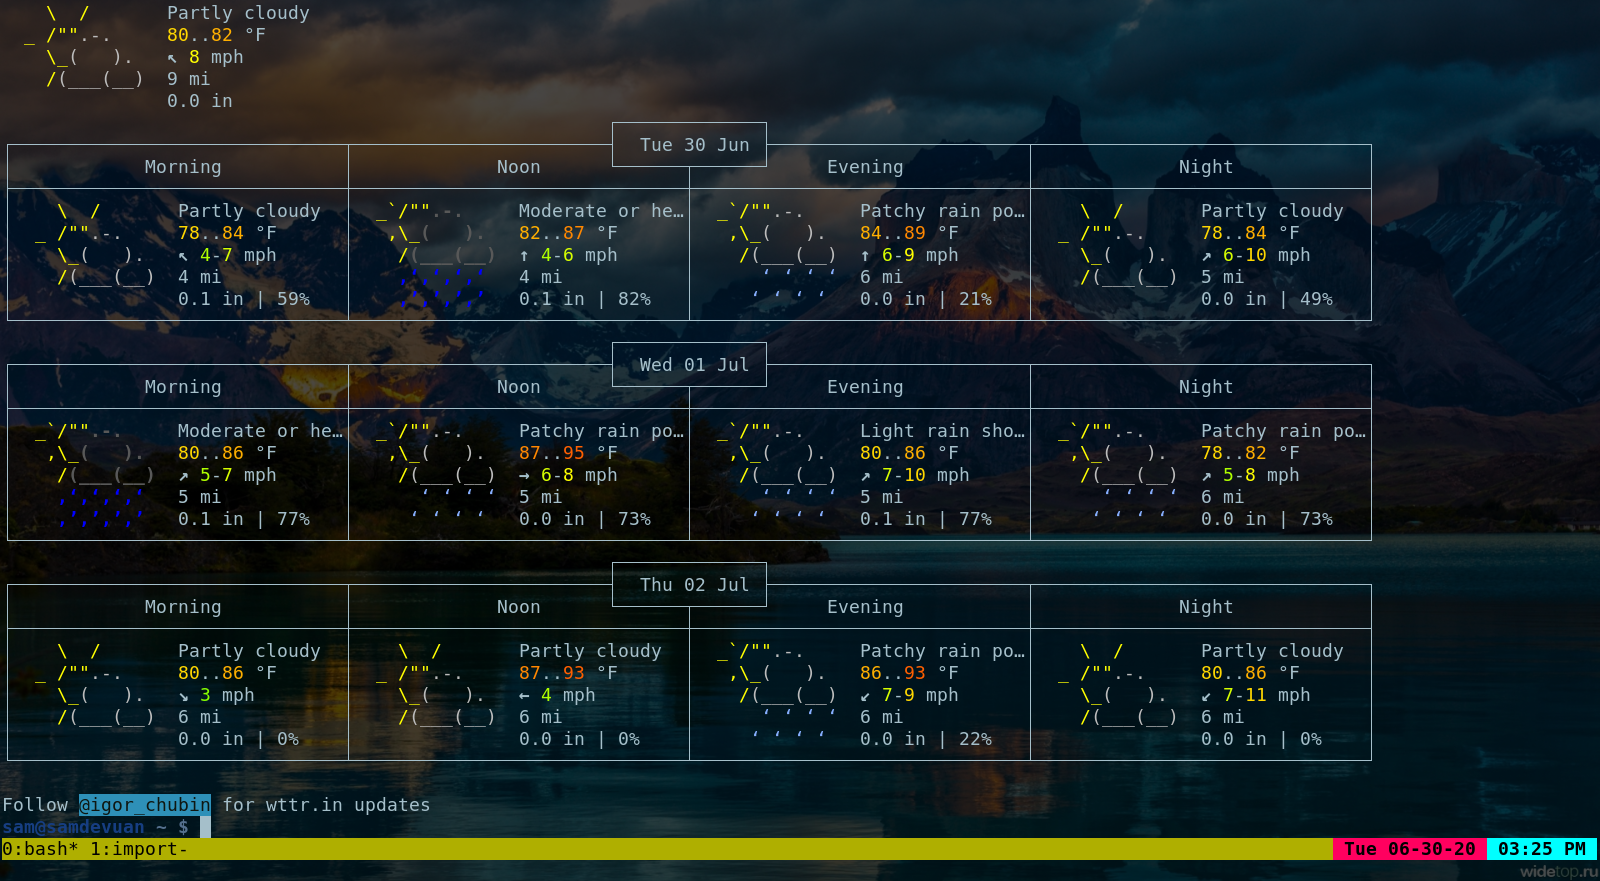 Partly cloudy
80..82 °F
↖ 8 mph
9 mi
0.0 in
Tue 30 Jun
Morning Noon Evening Night
Partly cloudy Moderate or he… Patchy rain po… Partly cloudy
78..84 °F 82..87 °F 84..89 °F 78..84 °F
↖ 4-7 mph ↑ 4-6 mph ↑ 6-9 mph ↗ 6-10 mph
4 mi 4 mi 6 mi 5 mi
0.1 in | 59% 0.1 in | 82% 0.0 in | 21% 0.0 in | 49%
Wed 01 Jul
Morning Noon Evening Night
Moderate or he… Patchy rain po… Light rain sho… Patchy rain po…
80..86 °F 87..95 °F 80..86 °F 78..82 °F
↗ 5-7 mph → 6-8 mph ↗ 7-10 mph ↗ 5-8 mph
5 mi 5 mi 5 mi 6 mi
0.1 in | 77% 0.0 in | 73% 0.1 in | 77% 0.0 in | 73%
Thu 02 Jul
Morning Noon Evening Night
Partly cloudy Partly cloudy Patchy rain po… Partly cloudy
80..86 °F 87..93 °F 86..93 °F 80..86 °F
↘ 3 mph ← 4 mph ↙ 7-9 mph ↙ 7-11 mph
6 mi 6 mi 6 mi 6 mi
0.0 in | 0% 0.0 in | 0% 0.0 in | 22% 0.0 in | 0%
Follow @igor_chubin for wttr.in updates
sam@samdevuan ~ $
0:bash* 1:import- Tue 06-30-20 03:25 PM
widetop.ru